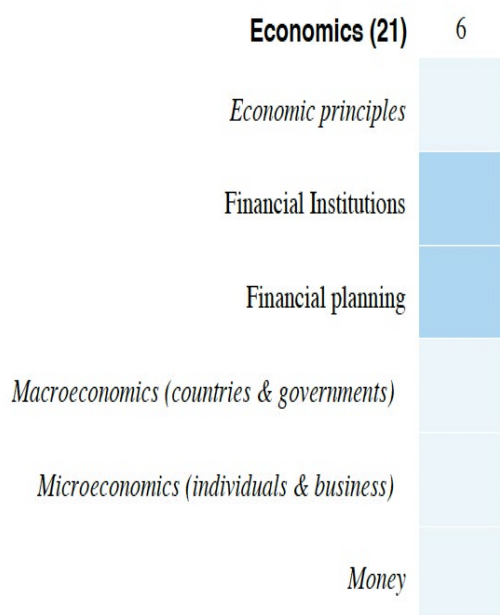 Economics (21) 6
Economic principles
Financial Institutions
Financial planning
Macroeconomics (countries & governments)
Microeconomics (individuals & business)
Money